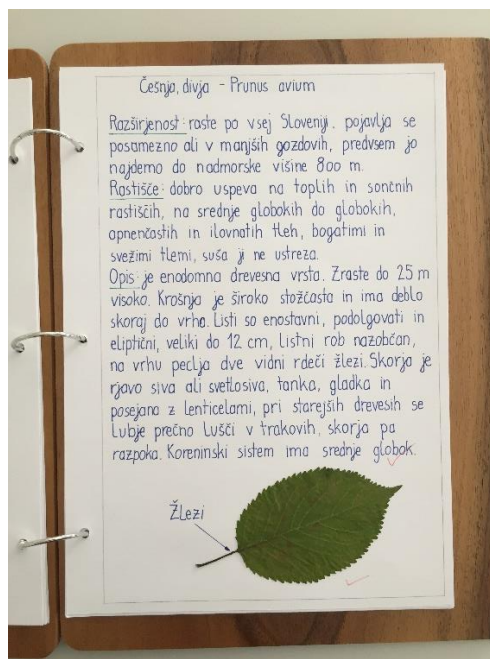 Češnja, divja - Prunus avium
Razširjenost: raste po vsej Sloveniji, pojavlja se
posamezno ali v manjših gozdovih, predvsem jo
najdemo do nadmorske višine 800 m.
Rastišče: dobro uspeva na toplih in sončnih
rastiščih, na srednje globokih do globokih,
apnenčastih in ilovnatih tleh, bogatimi in
svežimi tlemi, suša ji ne ustreza.
Opis: je enodomna drevesna vrsta. Zraste do 25 m
visoko. Krošnja je široko stožčasta in ima deblo
skoraj do vrha. Listi so enostavni, podolgovati in
eliptični, veliki do 12 cm, listni rob nazobčan,
na vrhu peclja dve vidni rdeči žlezi. Skorja je
rjavo siva ali svetlosiva, tanka, gladka in
posejana z lenticelami, pri starejših drevesih se
lubje prečno lušči v trakovih, skorja pa
razpoka. Koreninski sistem ima srednje globok.
Žlezi